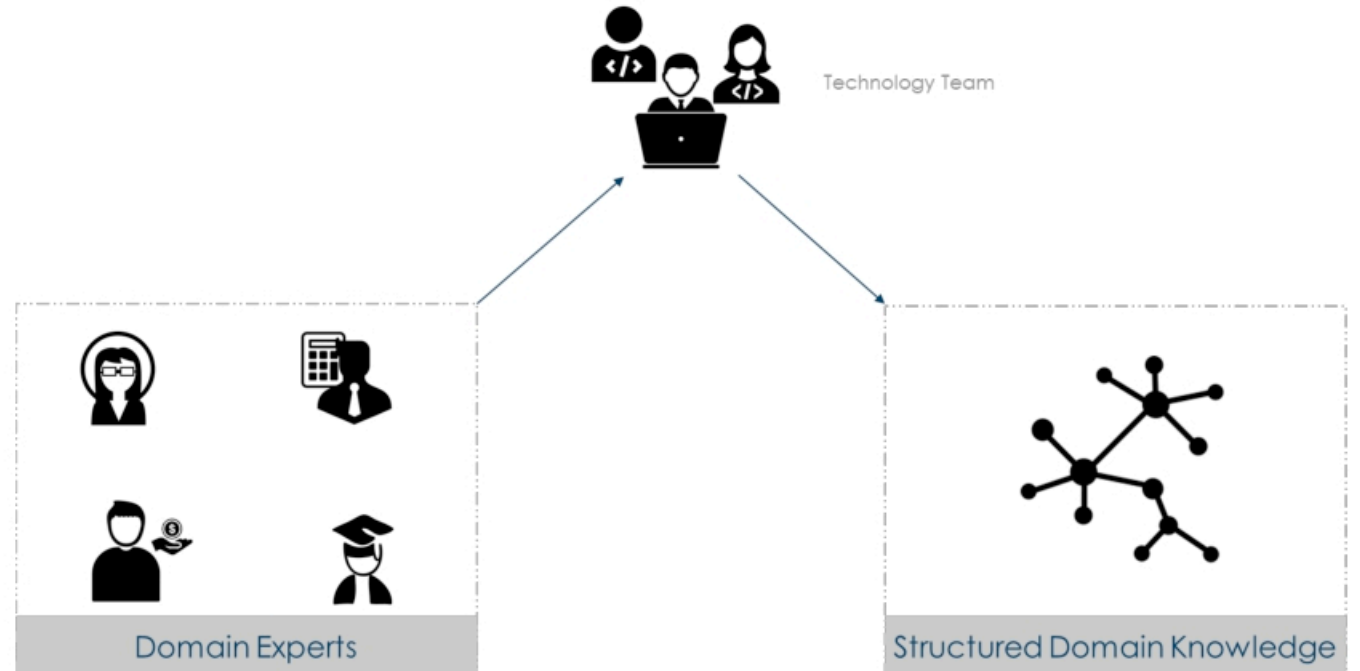 </>
</>
Technology Team
$
Domain Experts
Structured Domain Knowledge